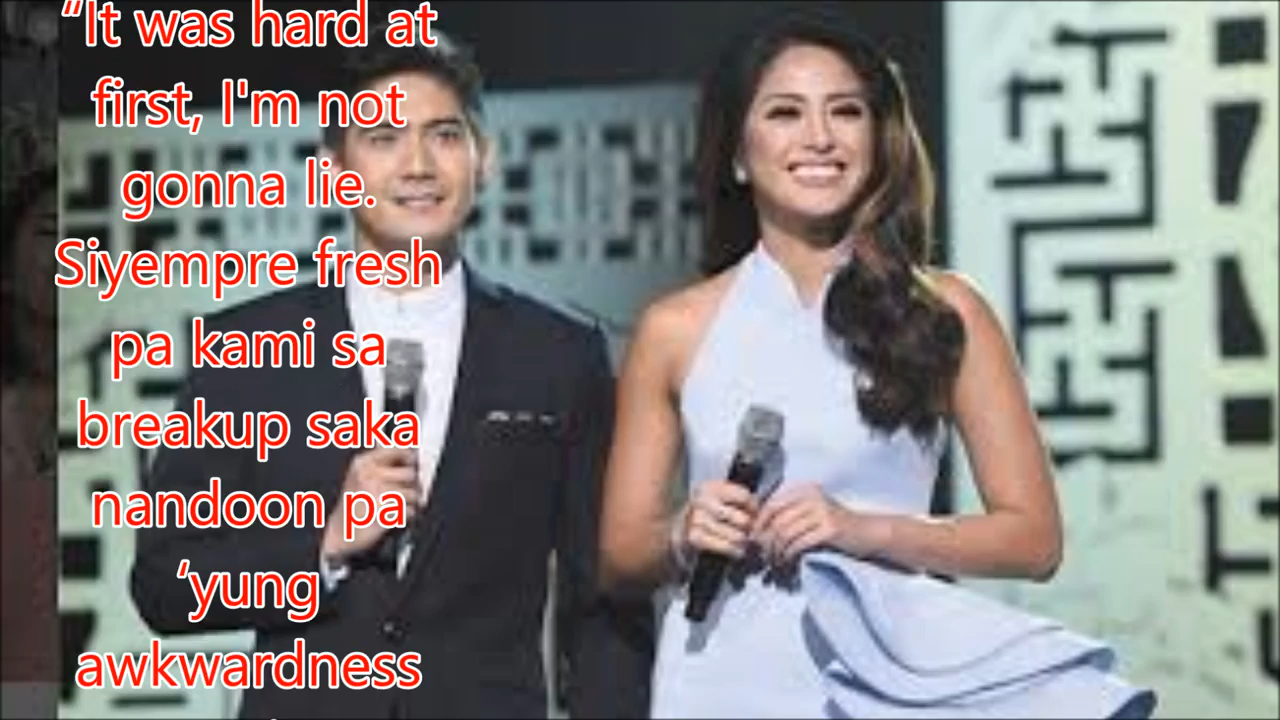 “It was hard at
first, I'm not
gonna lie.
Siyempre fresh
pa kami sa
breakup saka
nandoon pa
‘yung
awkwardness